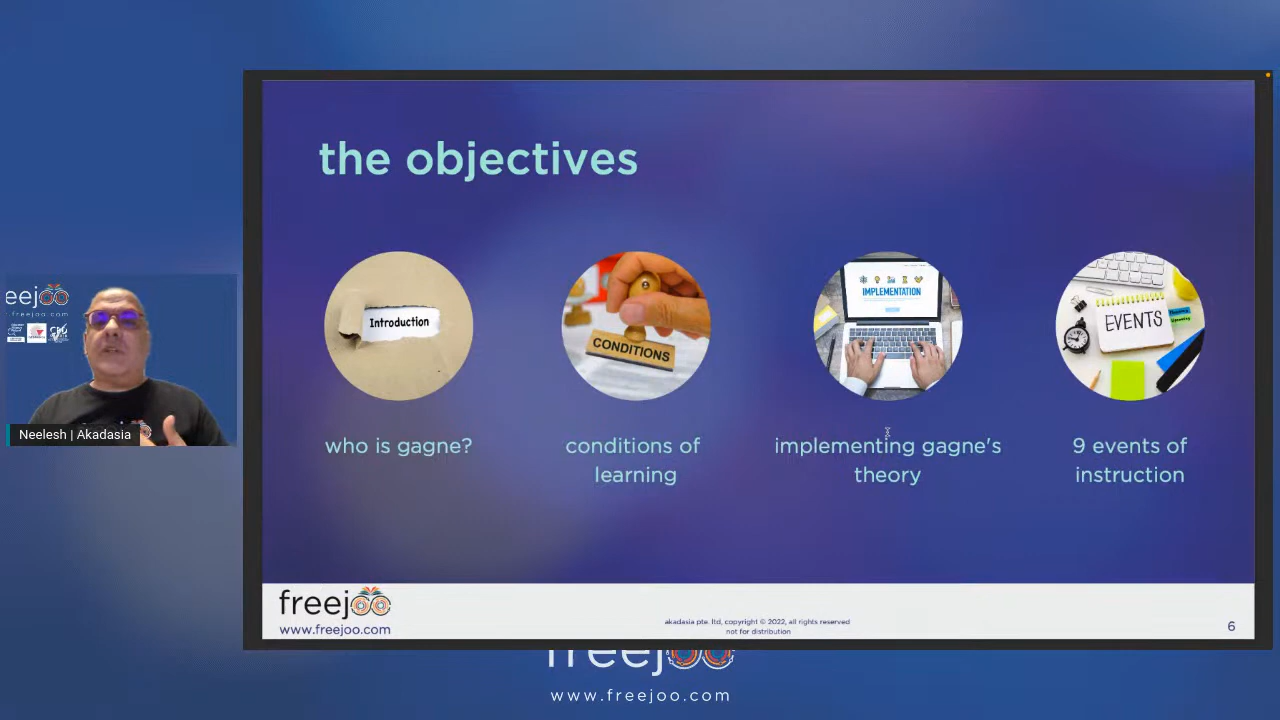 the objectives
Introduction
CONDITIONS
IMPLEMENTATION
EVENTS
who is gagne?
conditions of
learning
implementing gagne's
theory
9 events of
instruction
eejoo
freejoo.com
Neelesh | Akadasia
freejoo
www.freejoo.com
akadasia pte. ltd, copyright © 2022, all rights reserved
not for distribution
6
freejoo
www.freejoo.com